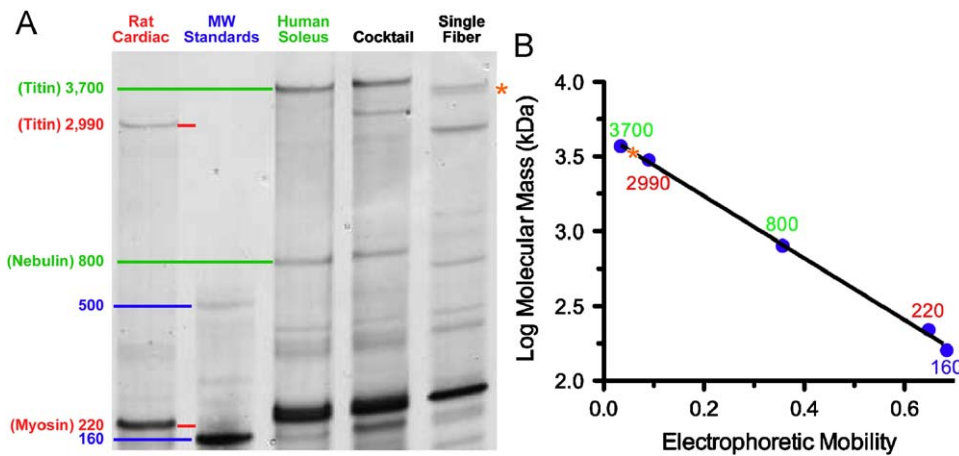 A
Rat
Cardiac
MW
Standards
Human
Soleus
Cocktail
Single
Fiber
(Titin) 3,700
*
(Titin) 2,990
(Nebulin) 800
500
(Myosin) 220
160
B
Log Molecular Mass (kDa)
4.0
3.5
3.0
2.5
2.0
3700
*
2990
800
220
160
0.0
0.2
0.4
0.6
Electrophoretic Mobility